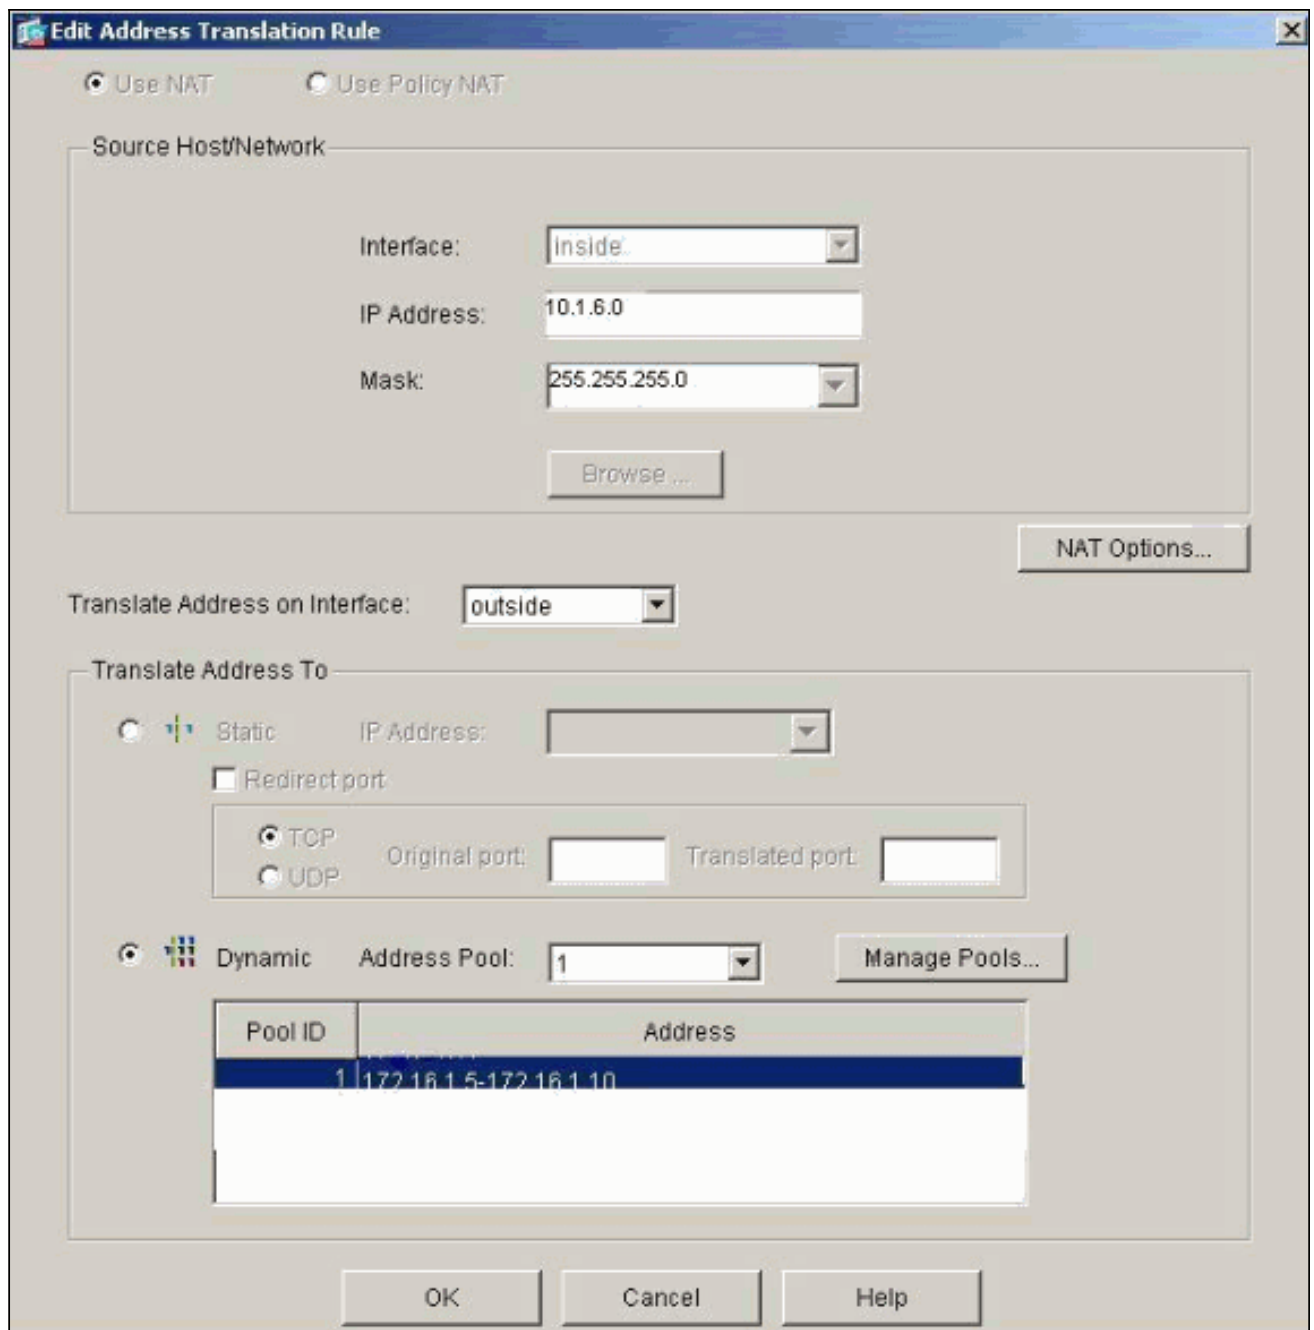 Edit Address Translation Rule
Use NAT Use Policy NAT
Source Host/Network
Interface: inside
IP Address: 10.1.6.0
Mask: 255.255.255.0
Browse ...
NAT Options...
Translate Address on Interface: outside
Translate Address To
Static IP Address:
Redirect port
TCP
Original port: Translated port:
UDP
Dynamic Address Pool: 1 Manage Pools...
Pool ID Address
1 172.16.1.5-172.16.1.10
OK Cancel Help